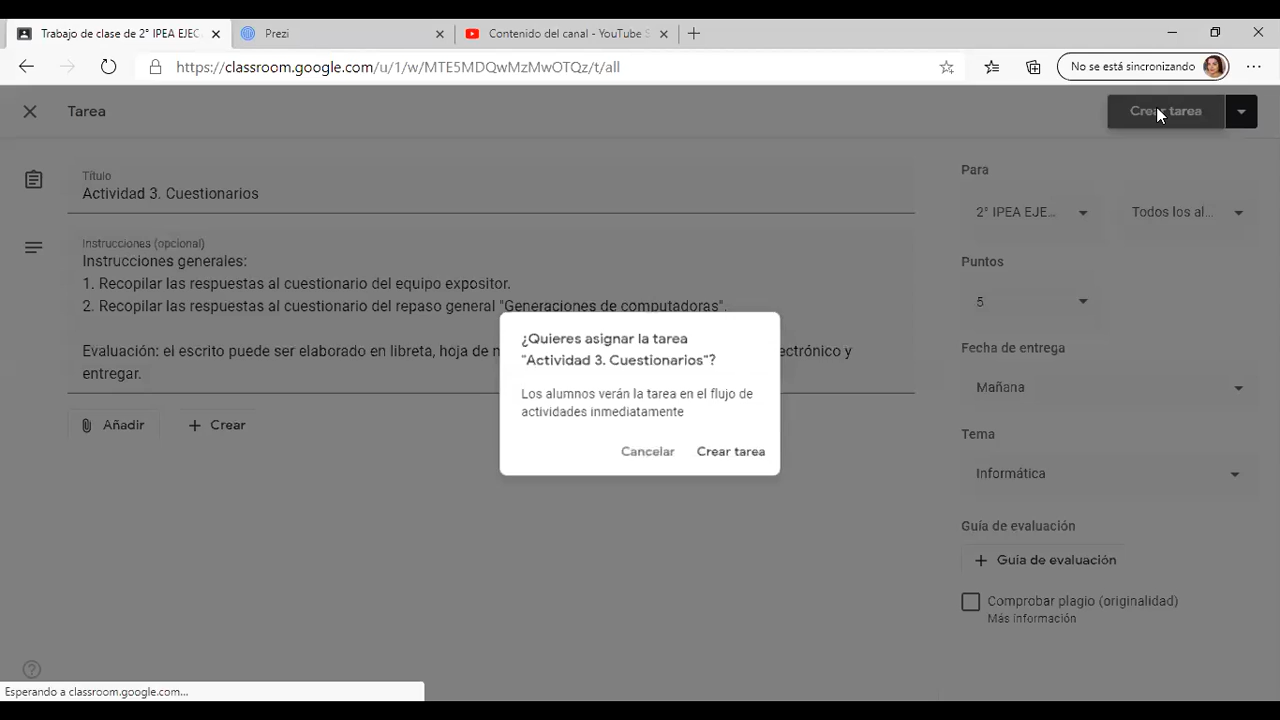 Trabajo de clase de 2° IPEA EJEC
Prezi
Contenido del canal - YouTube S
https://classroom.google.com/u/1/w/MTE5MDQwMzMwOTQz/t/all
No se está sincronizando
Tarea
Crear tarea
Título
Actividad 3. Cuestionarios
Instrucciones (opcional)
Instrucciones generales:
1. Recopilar las respuestas al cuestionario del equipo expositor.
2. Recopilar las respuestas al cuestionario del repaso general "Generaciones de computadoras".
Evaluación: el escrito puede ser elaborado en libreta, hoja de ectrónico y
entregar.
Añadir
Crear
¿Quieres asignar la tarea
"Actividad 3. Cuestionarios"?
Los alumnos verán la tarea en el flujo de
actividades inmediatamente
Cancelar
Crear tarea
Para
2° IPEA EJE...
Todos los al...
Puntos
5
Fecha de entrega
Mañana
Tema
Informática
Guía de evaluación
Guía de evaluación
Comprobar plagio (originalidad)
Más información
Esperando a classroom.google.com...